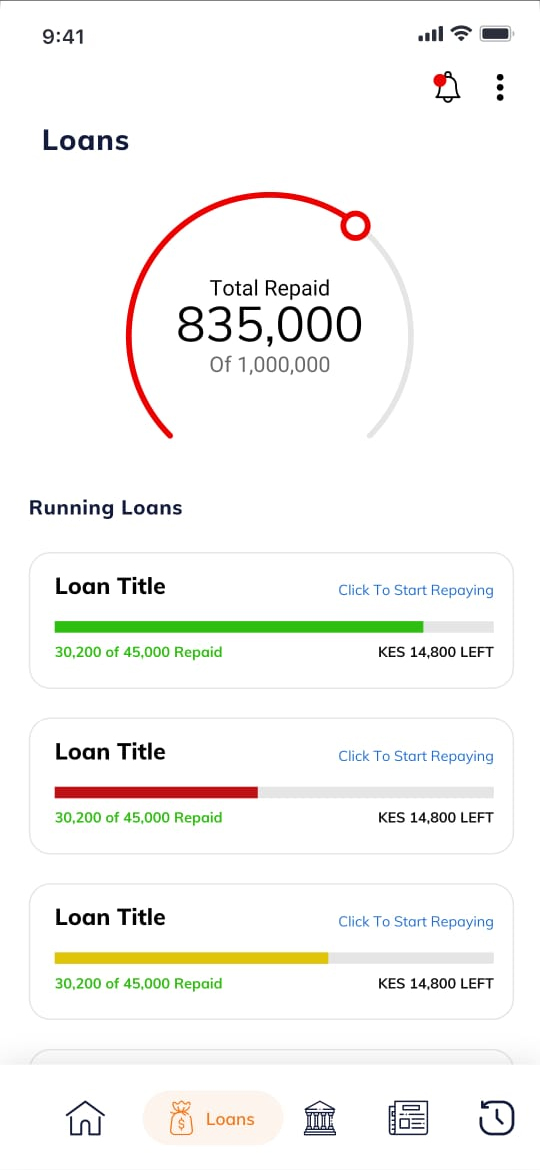 9:41
Loans
Total Repaid
835,000
Of 1,000,000
Running Loans
Loan Title
Click To Start Repaying
30,200 of 45,000 Repaid
KES 14,800 LEFT
Loan Title
Click To Start Repaying
30,200 of 45,000 Repaid
KES 14,800 LEFT
Loan Title
Click To Start Repaying
30,200 of 45,000 Repaid
KES 14,800 LEFT
$ Loans